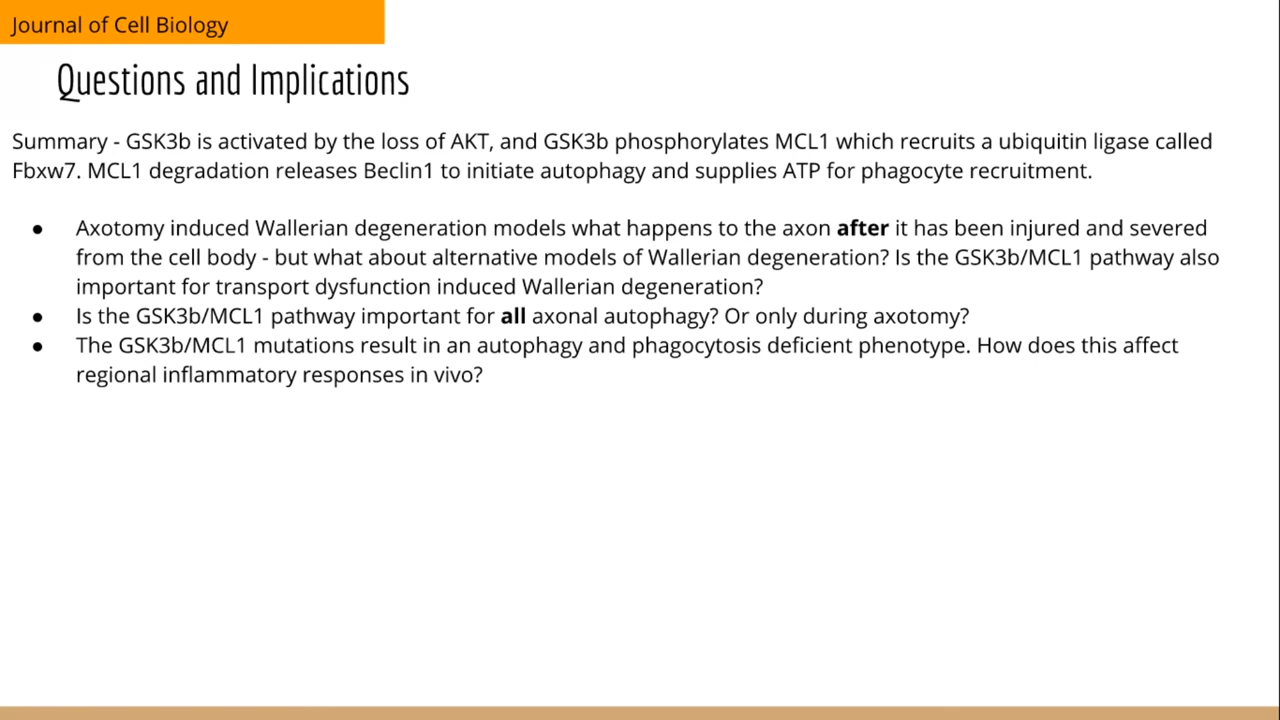 Journal of Cell Biology
Questions and Implications
Summary - GSK3b is activated by the loss of AKT, and GSK3b phosphorylates MCL1 which recruits a ubiquitin ligase called
Fbxw7. MCL1 degradation releases Beclin1 to initiate autophagy and supplies ATP for phagocyte recruitment.
● Axotomy induced Wallerian degeneration models what happens to the axon after it has been injured and severed
from the cell body - but what about alternative models of Wallerian degeneration? Is the GSK3b/MCL1 pathway also
important for transport dysfunction induced Wallerian degeneration?
● Is the GSK3b/MCL1 pathway important for all axonal autophagy? Or only during axotomy?
● The GSK3b/MCL1 mutations result in an autophagy and phagocytosis deficient phenotype. How does this affect
regional inflammatory responses in vivo?